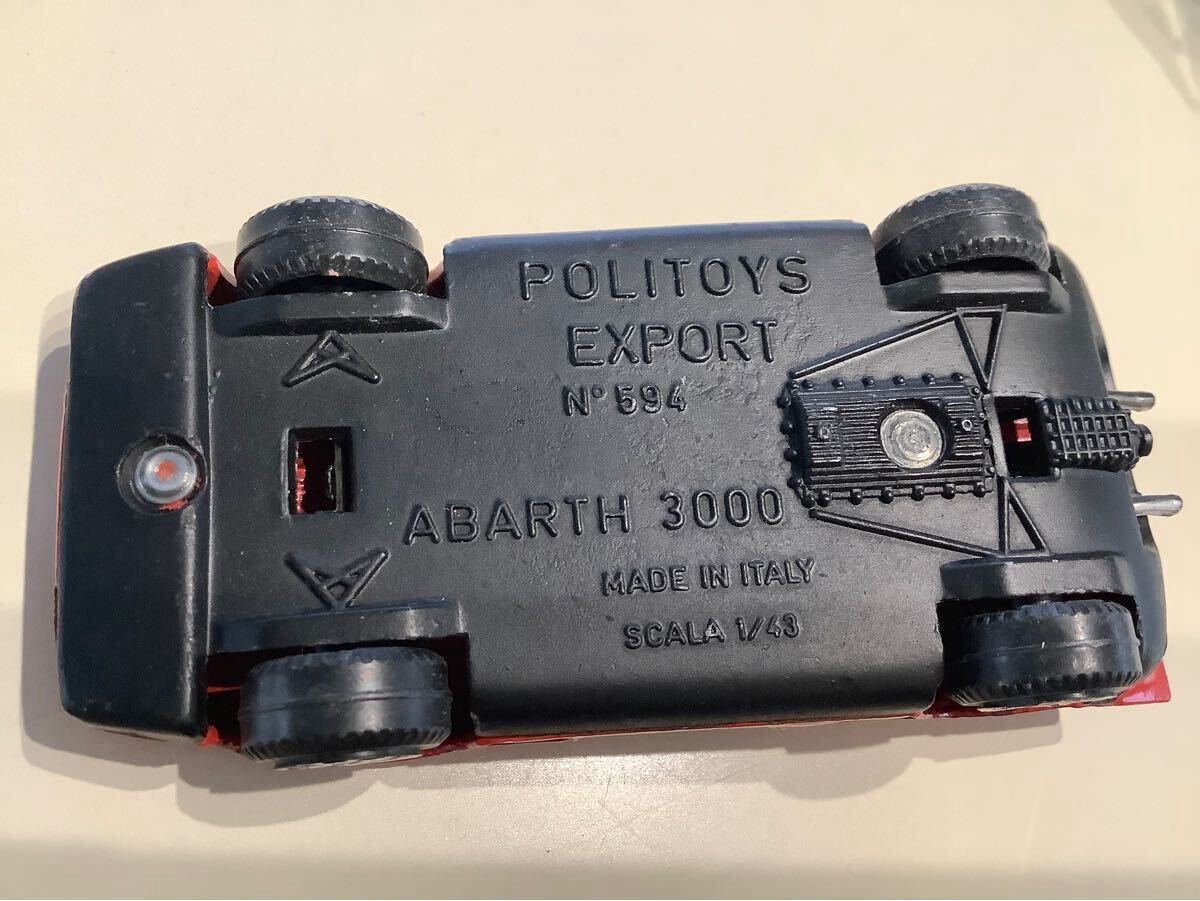 POLITOYS
EXPORT
N° 594
ABARTH 3000
MADE IN ITALY
SCALA 1/43